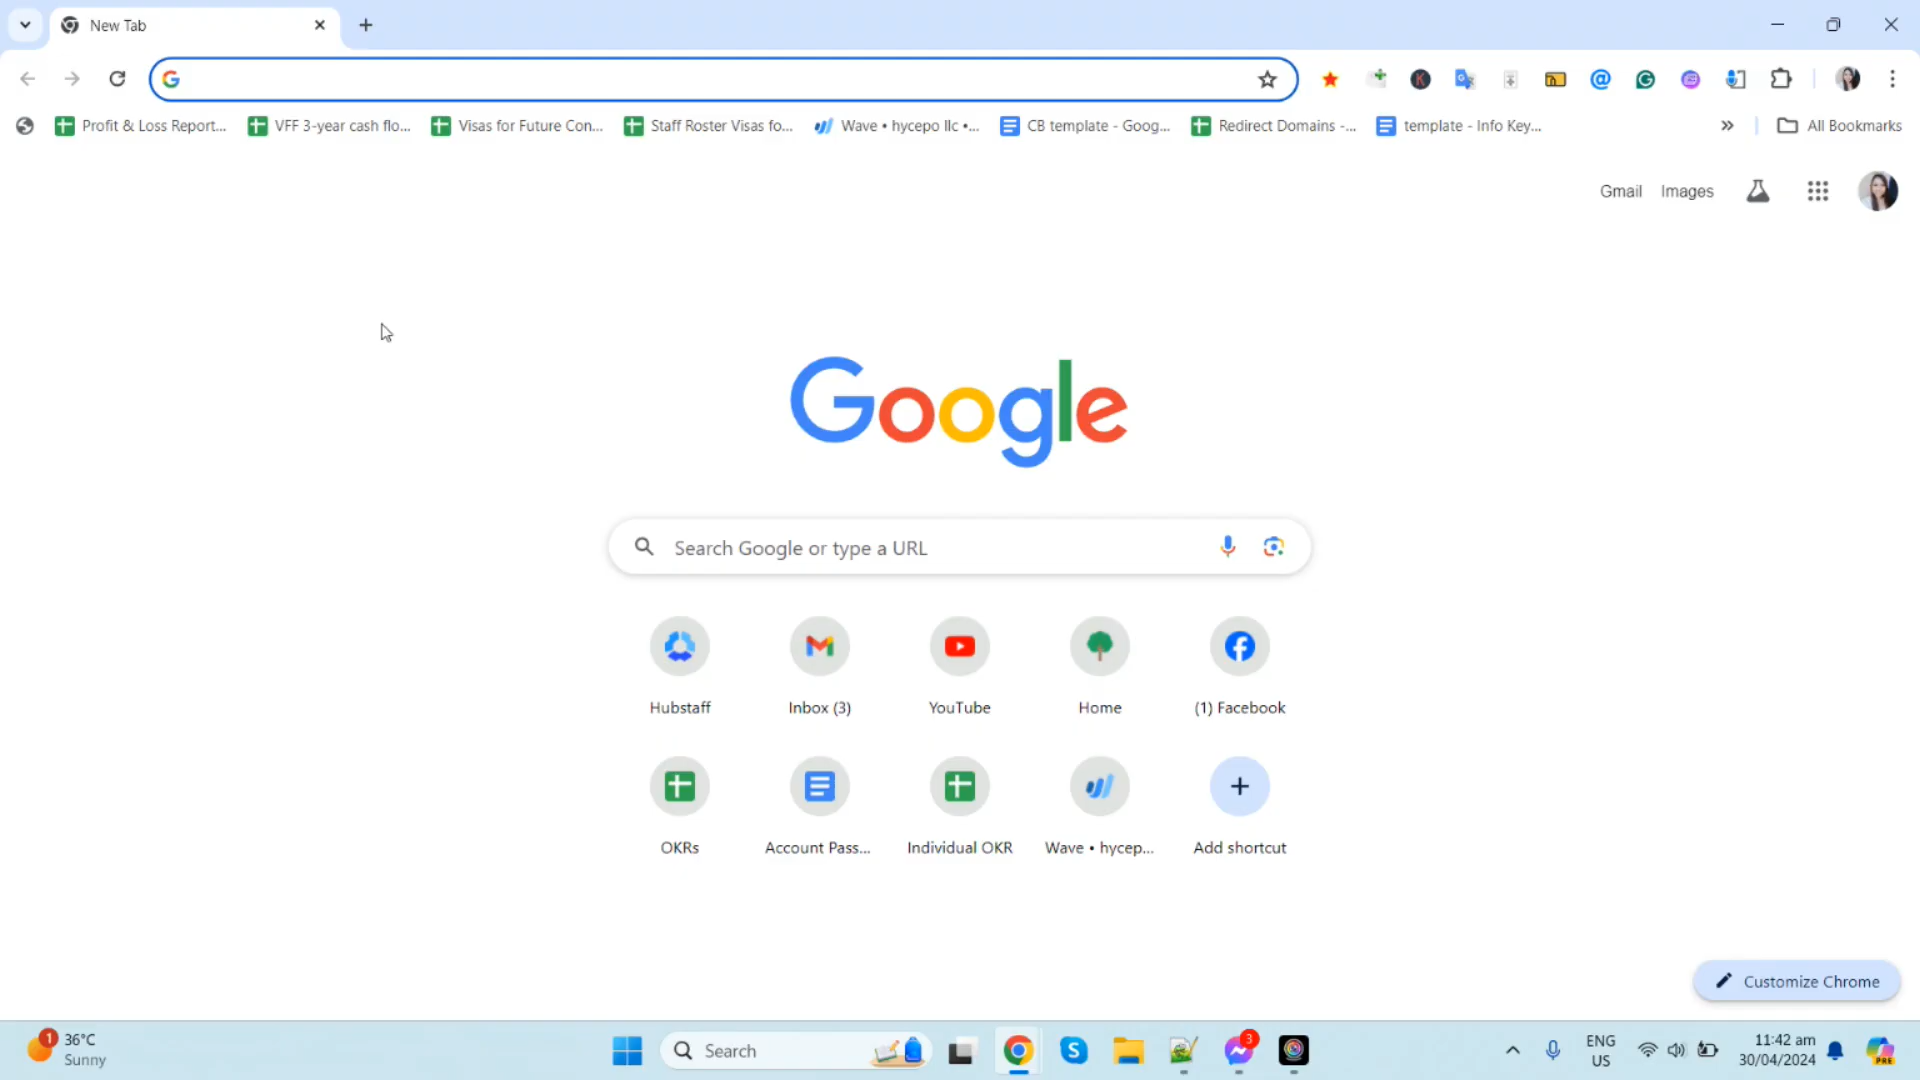 New Tab
Profit & Loss Report...
VFF 3-year cash flo...
Visas for Future Con...
Staff Roster Visas fo...
Wave • hycepo llc •...
CB template - Goog...
Redirect Domains -...
template - Info Key...
All Bookmarks
Gmail
Images
Google
Search Google or type a URL
Hubstaff
Inbox (3)
YouTube
Home
(1) Facebook
OKRs
Account Pass...
Individual OKR
Wave • hycep...
Add shortcut
Customize Chrome
1
36°C
Sunny
Search
3
ENG
US
11:42 am
30/04/2024
PRE